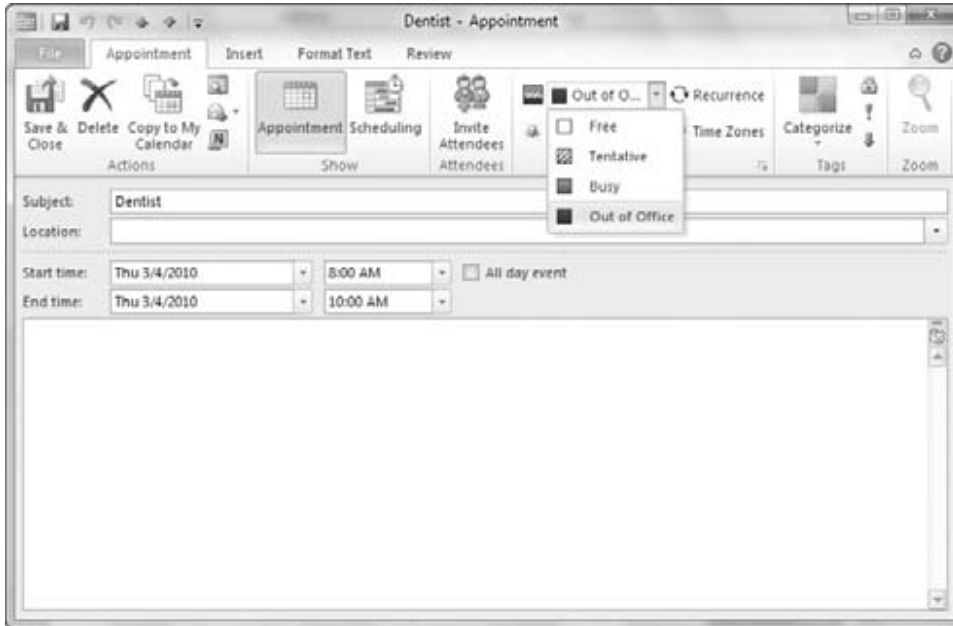 Dentist - Appointment
File Appointment Insert Format Text Review
Save & Close
Delete
Copy to My Calendar
Actions
Appointment Scheduling
Show
Invite Attendees
Attendees
Out of O...
Recurrence
Time Zones
Free
Tentative
Busy
Out of Office
Categorize
Tags
Zoom
Zoom
Subject: Dentist
Location:
Start time: Thu 3/4/2010 8:00 AM All day event
End time: Thu 3/4/2010 10:00 AM